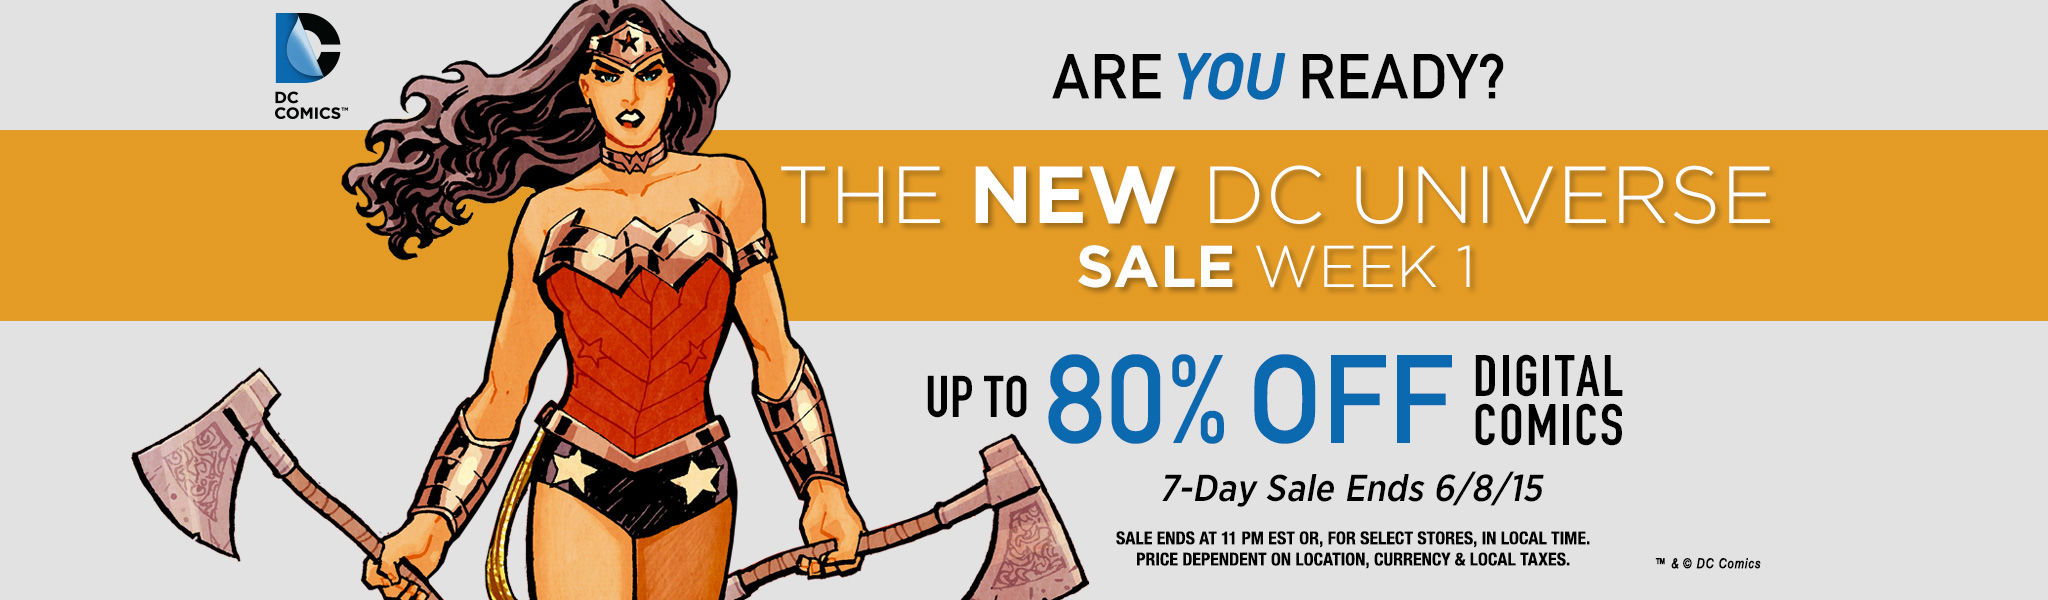 DC
COMICS™
ARE YOU READY?
THE NEW DC UNIVERSE
SALE WEEK 1
UP TO 80% OFF DIGITAL
COMICS
7-Day Sale Ends 6/8/15
SALE ENDS AT 11 PM EST OR, FOR SELECT STORES, IN LOCAL TIME.
PRICE DEPENDENT ON LOCATION, CURRENCY & LOCAL TAXES.
™ & © DC Comics